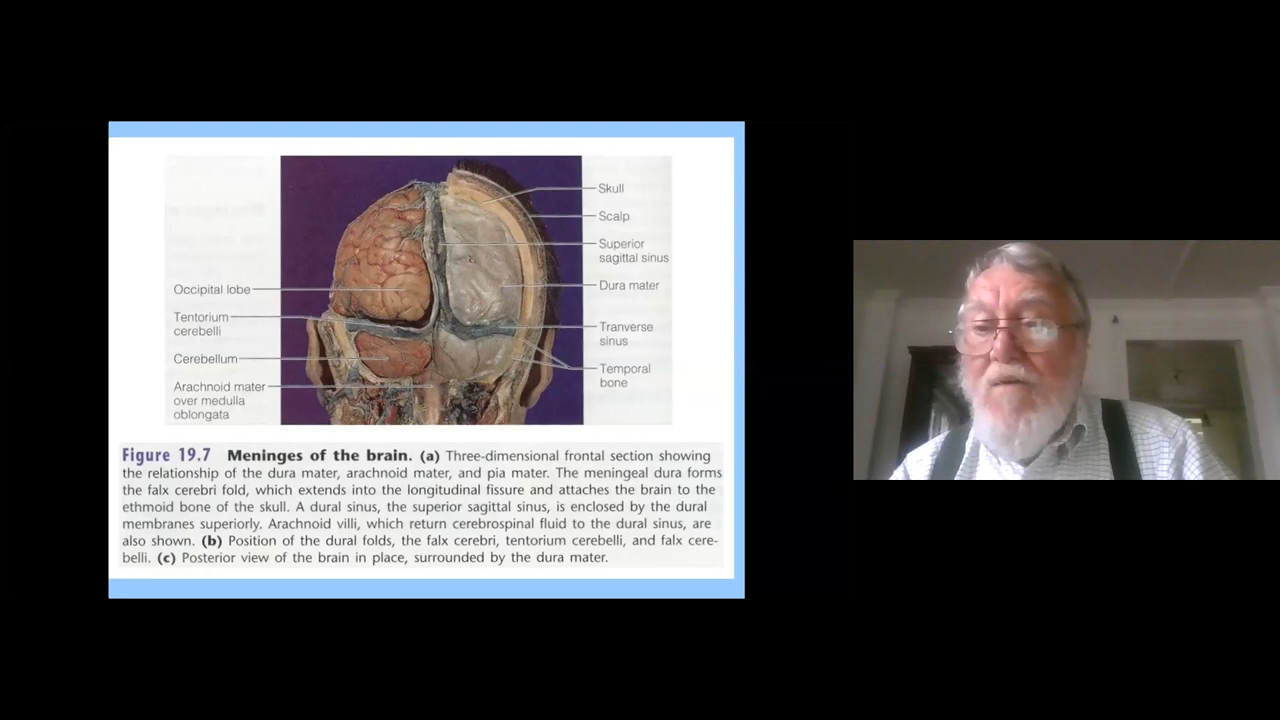 Skull
Scalp
Superior
sagittal sinus
Dura mater
Tranverse
sinus
Temporal
bone
Occipital lobe
Tentorium
cerebelli
Cerebellum
Arachnoid mater
over medulla
oblongata
Figure 19.7 Meninges of the brain. (a) Three-dimensional frontal section showing
the relationship of the dura mater, arachnoid mater, and pia mater. The meningeal dura forms
the falx cerebri fold, which extends into the longitudinal fissure and attaches the brain to the
ethmoid bone of the skull. A dural sinus, the superior sagittal sinus, is enclosed by the dural
membranes superiorly. Arachnoid villi, which return cerebrospinal fluid to the dural sinus, are
also shown. (b) Position of the dural folds, the falx cerebri, tentorium cerebelli, and falx cere-
belli. (c) Posterior view of the brain in place, surrounded by the dura mater.